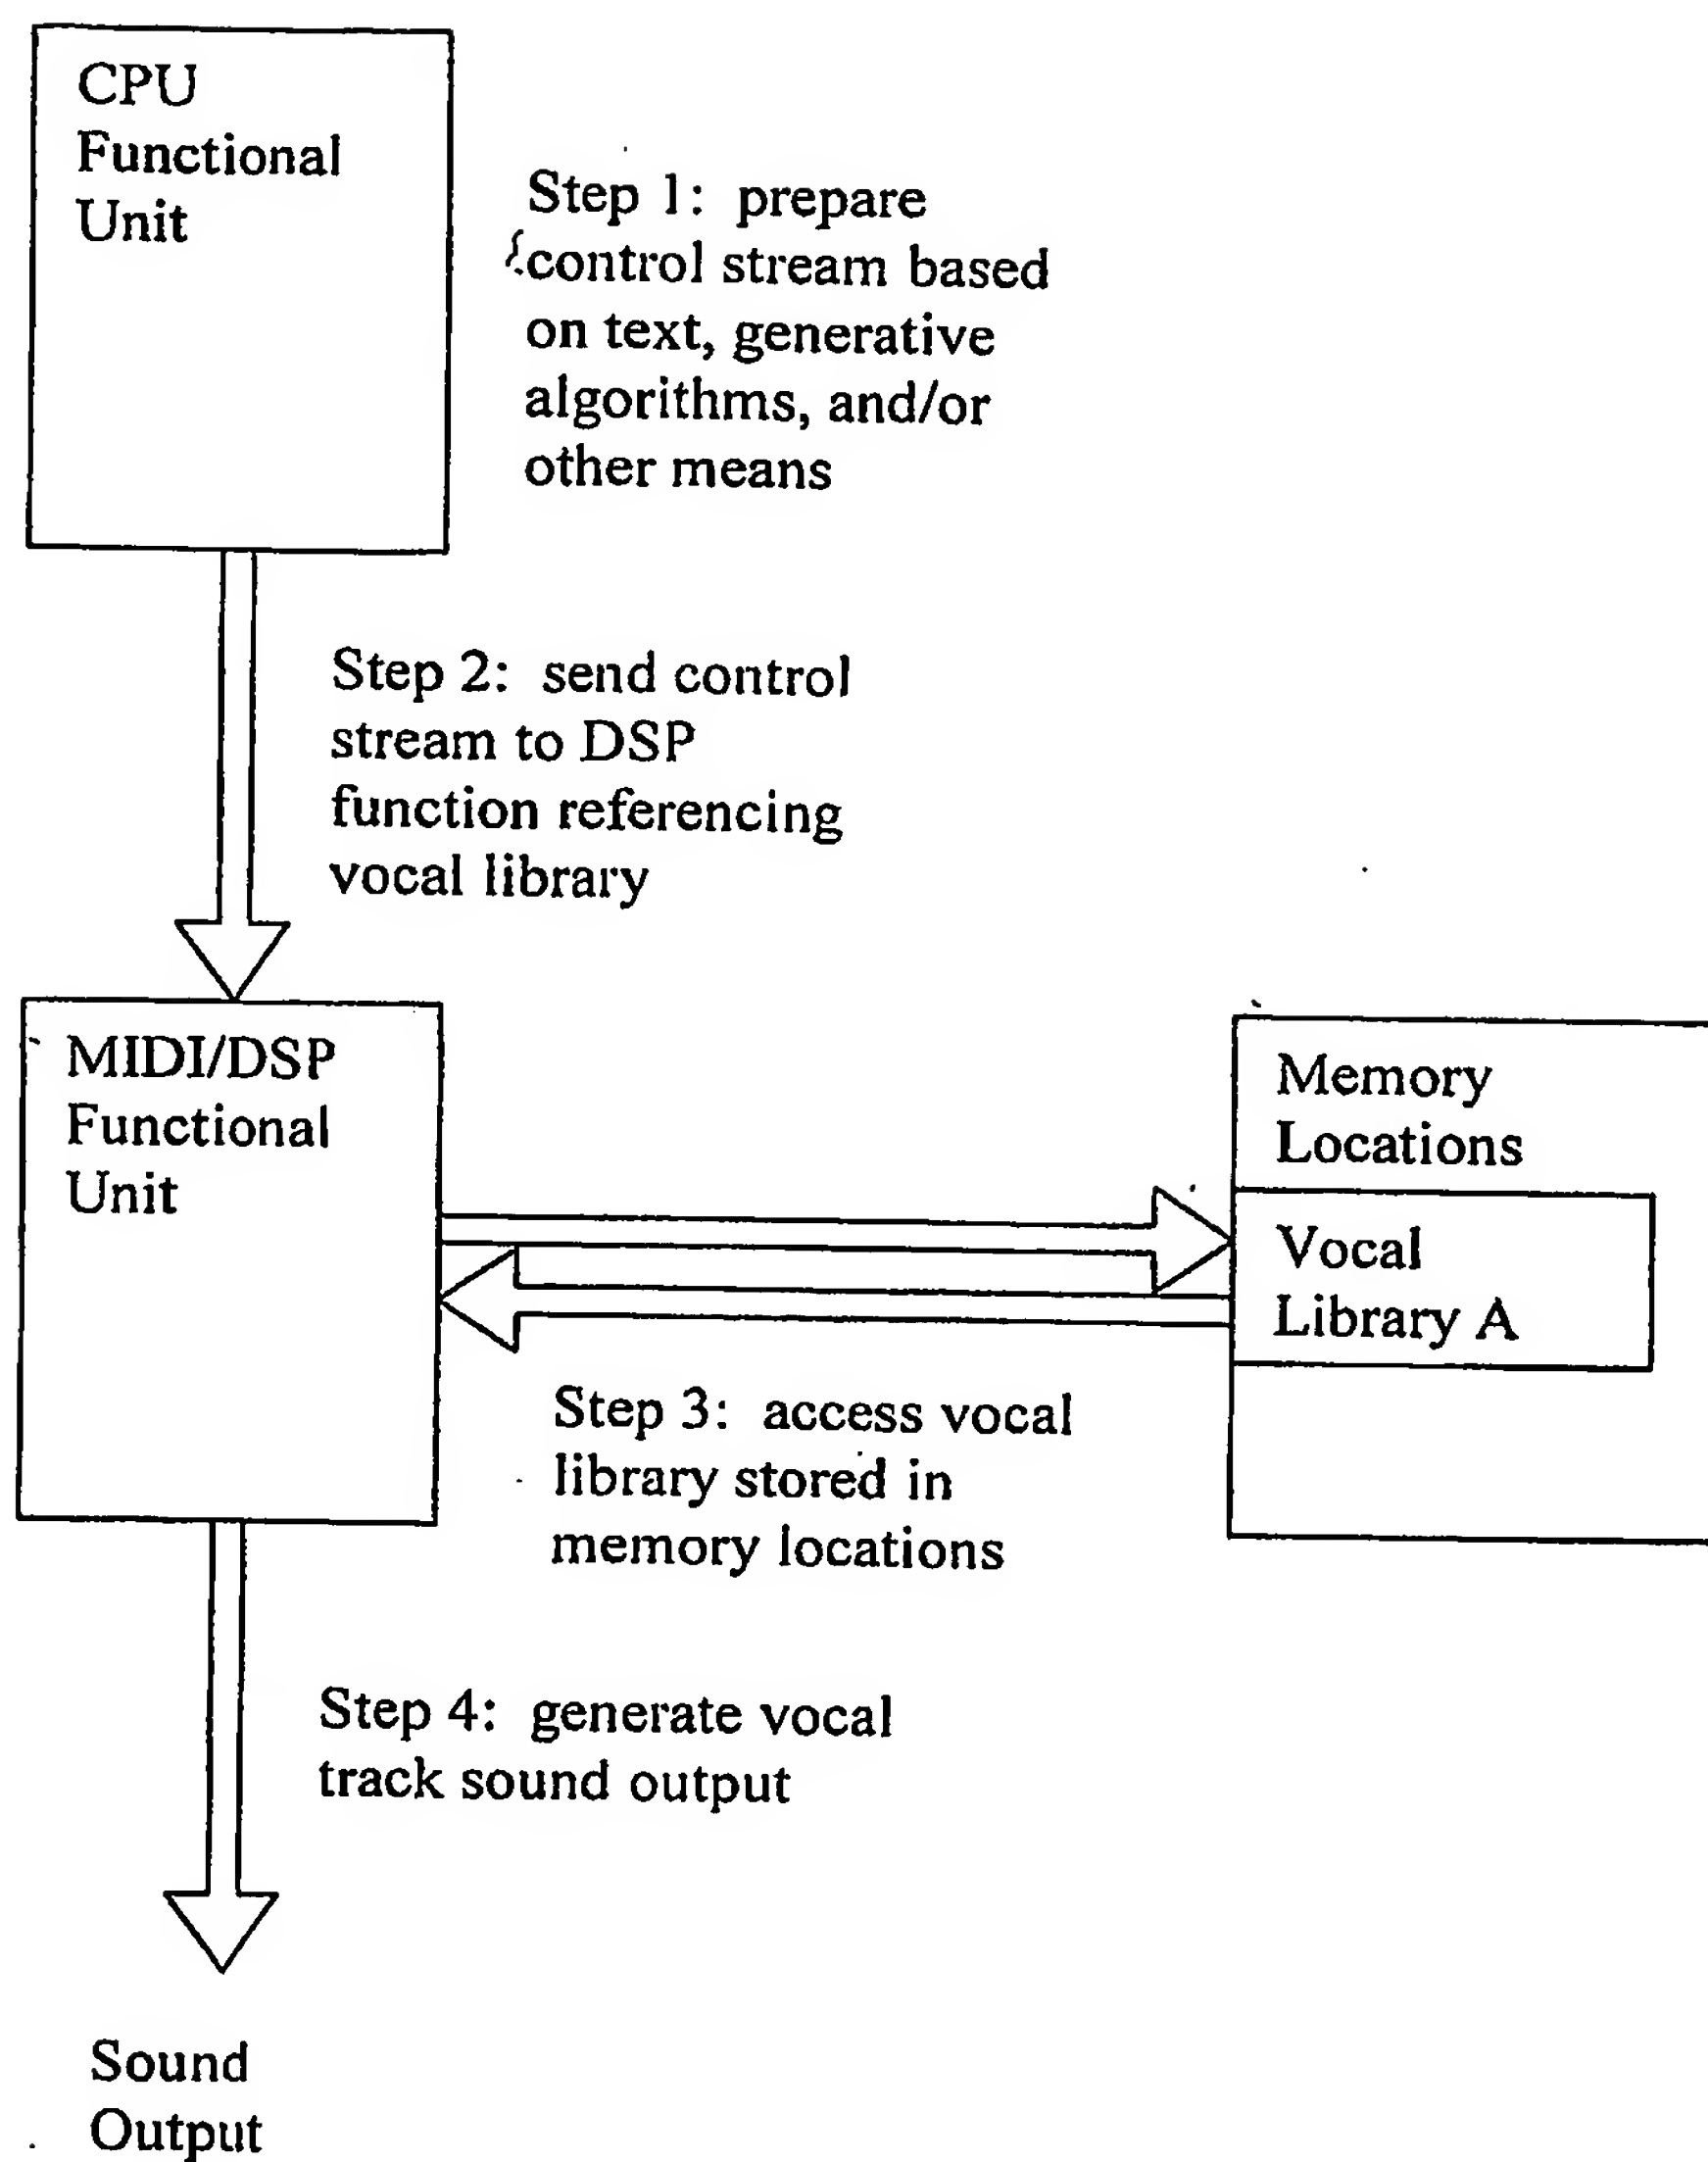 CPU
Functional
Unit
Step 1: prepare
control stream based
on text, generative
algorithms, and/or
other means
Step 2: send control
stream to DSP
function referencing
vocal library
MIDI/DSP
Functional
Unit
Memory
Locations
Vocal
Library A
Step 3: access vocal
library stored in
memory locations
Step 4: generate vocal
track sound output
Sound
Output